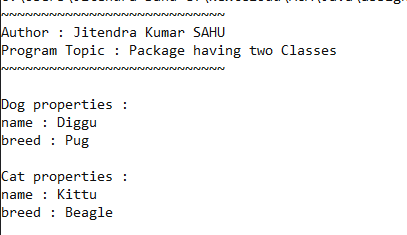 ~~~~~~~~~~~~~~~~~~~~~~~~~~~~
Author : Jitendra Kumar SAHU
Program Topic : Package having two Classes
~~~~~~~~~~~~~~~~~~~~~~~~~~~~
Dog properties :
name : Diggu
breed : Pug
Cat properties :
name : Kittu
breed : Beagle